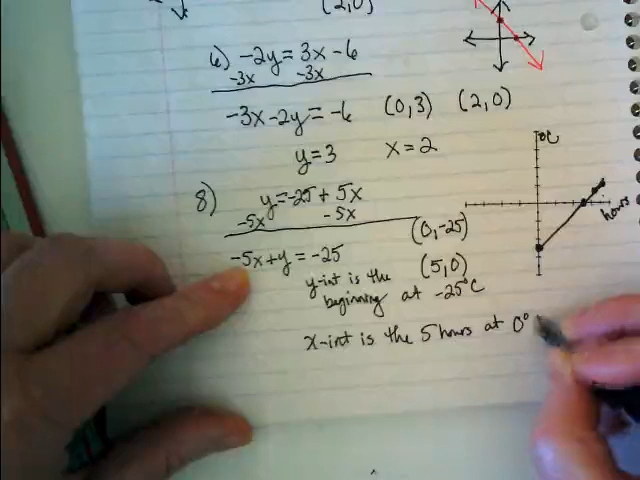 (2,0)
6) -2y = 3x - 6
-3x -3x
-3x-2y = -6 (0,3) (2,0)
y=3 x = 2
°C
hours
8) y=-25 + 5x
-5x -5x
-5x+y = -25
(0,-25)
(5,0)
y-int is the
beginning at -25°C
x-int is the 5 hours at 0°